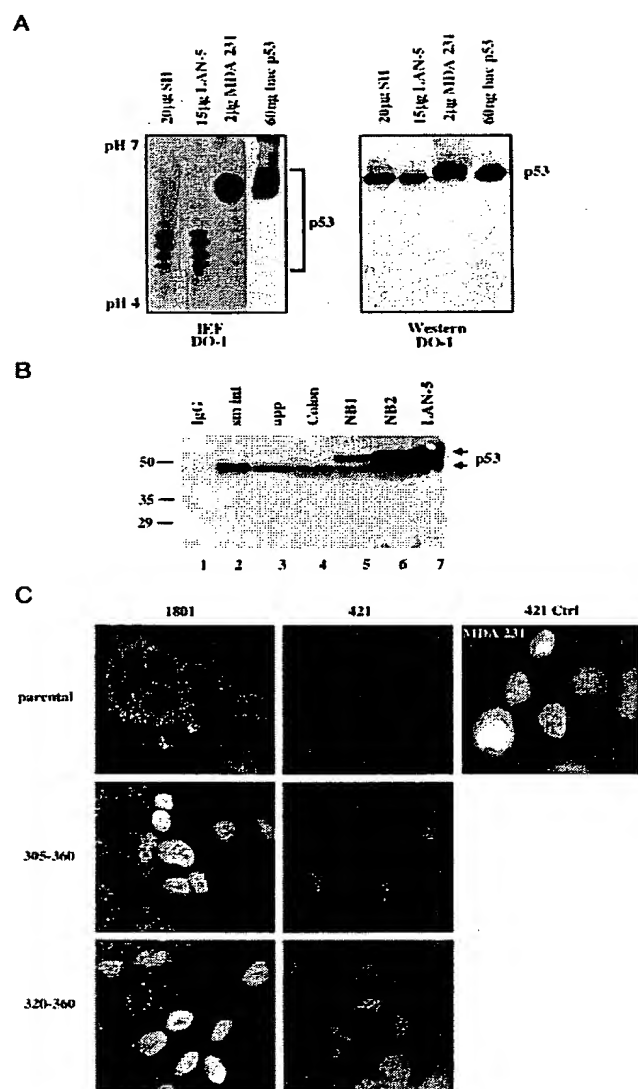 A
20µg SH 15µg LAN-5 2µg MDA 231 60ng bac p53
20µg SH 15µg LAN-5 2µg MDA 231 60ng bac p53
pH 7
p53
p53
pH 4
IEF
DO-1
Western
DO-1
B
IgG sm int app Colon NB1 NB2 LAN-5
50
p53
35
29
1 2 3 4 5 6 7
C
1801 421 421 Ctrl
MDA 231
parental
305-360
320-360